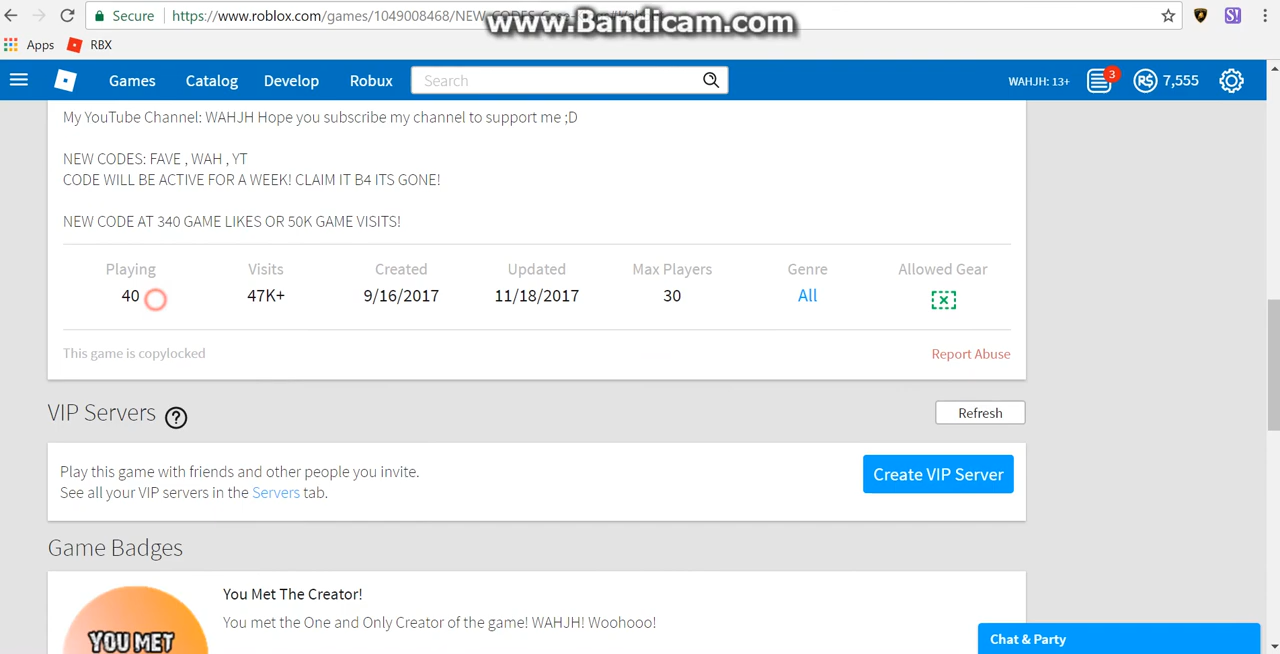 www.Bandicam.com
Secure https://www.roblox.com/games/1049008468/NEW-CODES-
Apps RBX
Games Catalog Develop Robux Search WAHJH: 13+ 3 R$ 7,555
My YouTube Channel: WAHJH Hope you subscribe my channel to support me ;D
NEW CODES: FAVE , WAH , YT
CODE WILL BE ACTIVE FOR A WEEK! CLAIM IT B4 ITS GONE!
NEW CODE AT 340 GAME LIKES OR 50K GAME VISITS!
Playing Visits Created Updated Max Players Genre Allowed Gear
40 47K+ 9/16/2017 11/18/2017 30 All
This game is copylocked Report Abuse
VIP Servers ? Refresh
Play this game with friends and other people you invite.
See all your VIP servers in the Servers tab.
Create VIP Server
Game Badges
You Met The Creator!
You met the One and Only Creator of the game! WAHJH! Woohooo!
YOU MET
Chat & Party